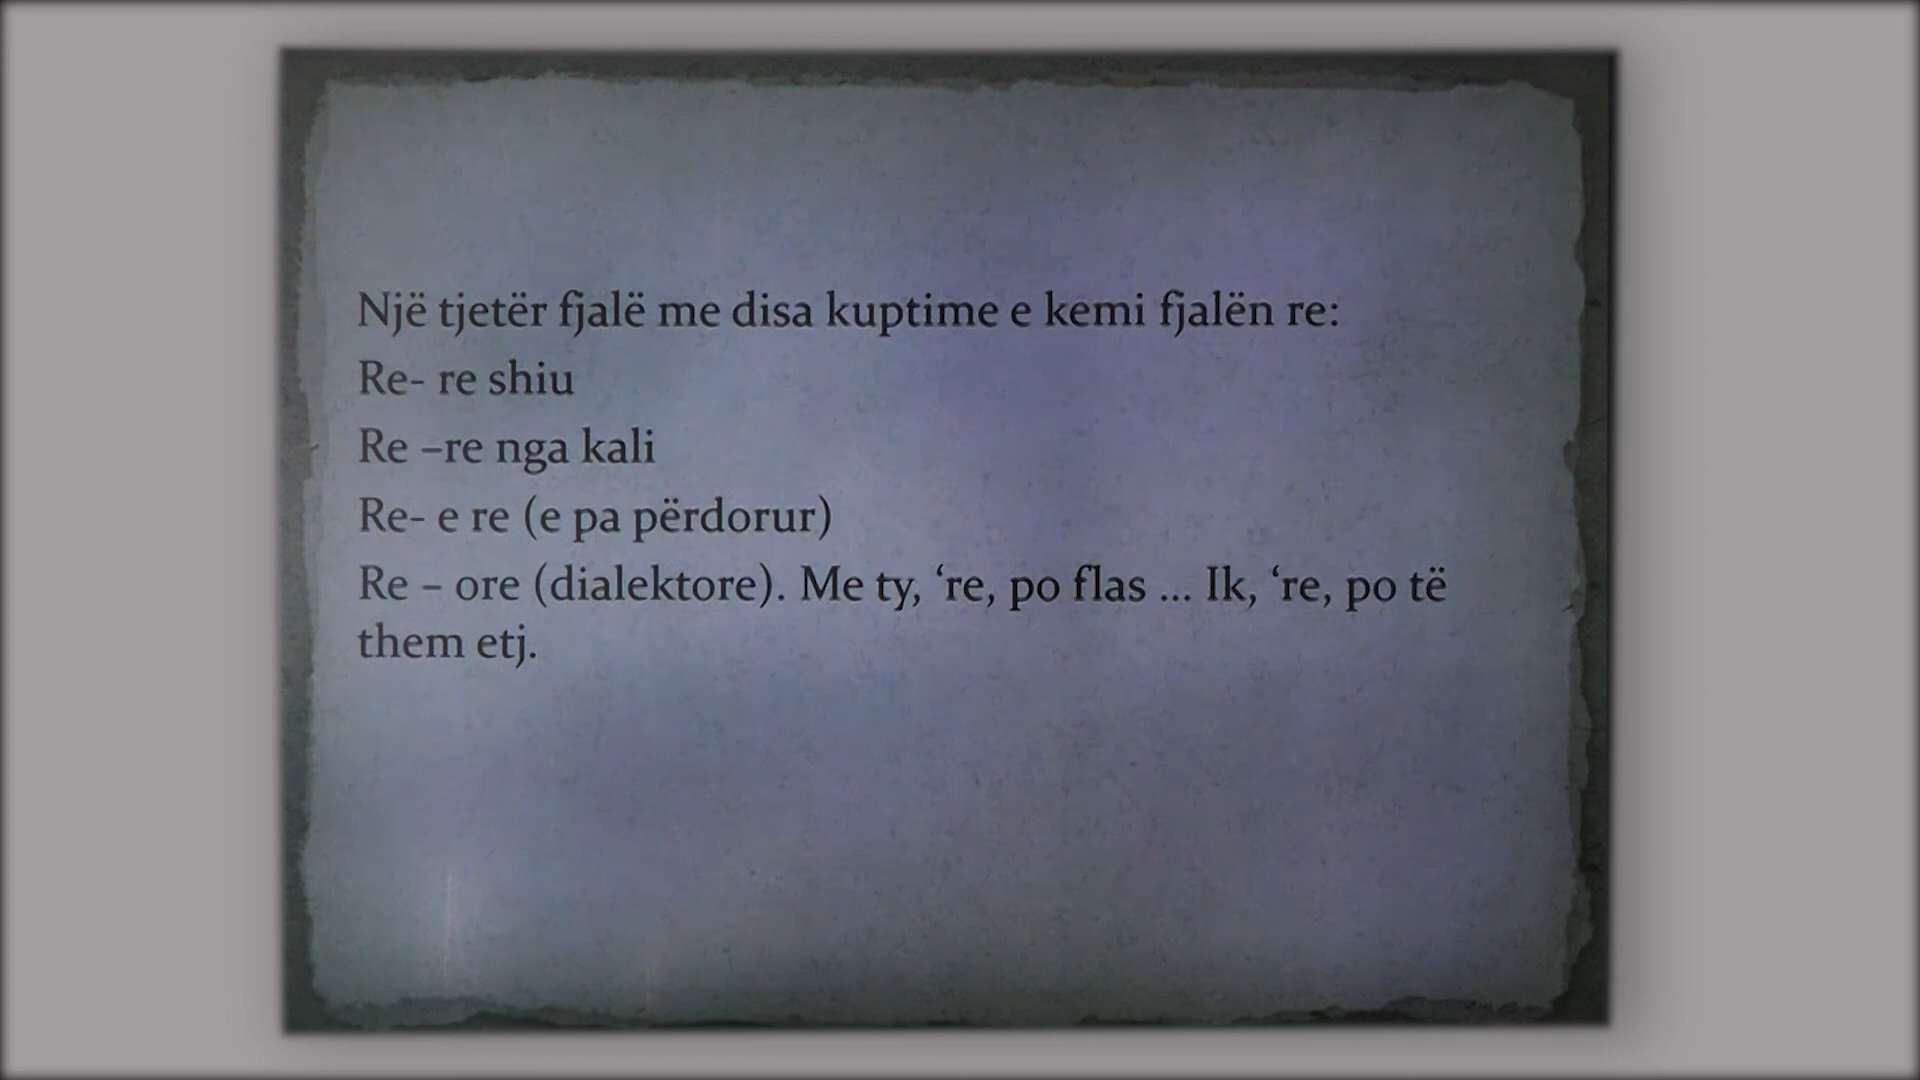 Një tjetër fjalë me disa kuptime e kemi fjalën re:
Re- re shiu
Re –re nga kali
Re- e re (e pa përdorur)
Re – ore (dialektore). Me ty, ‘re, po flas ... Ik, ‘re, po të
them etj.